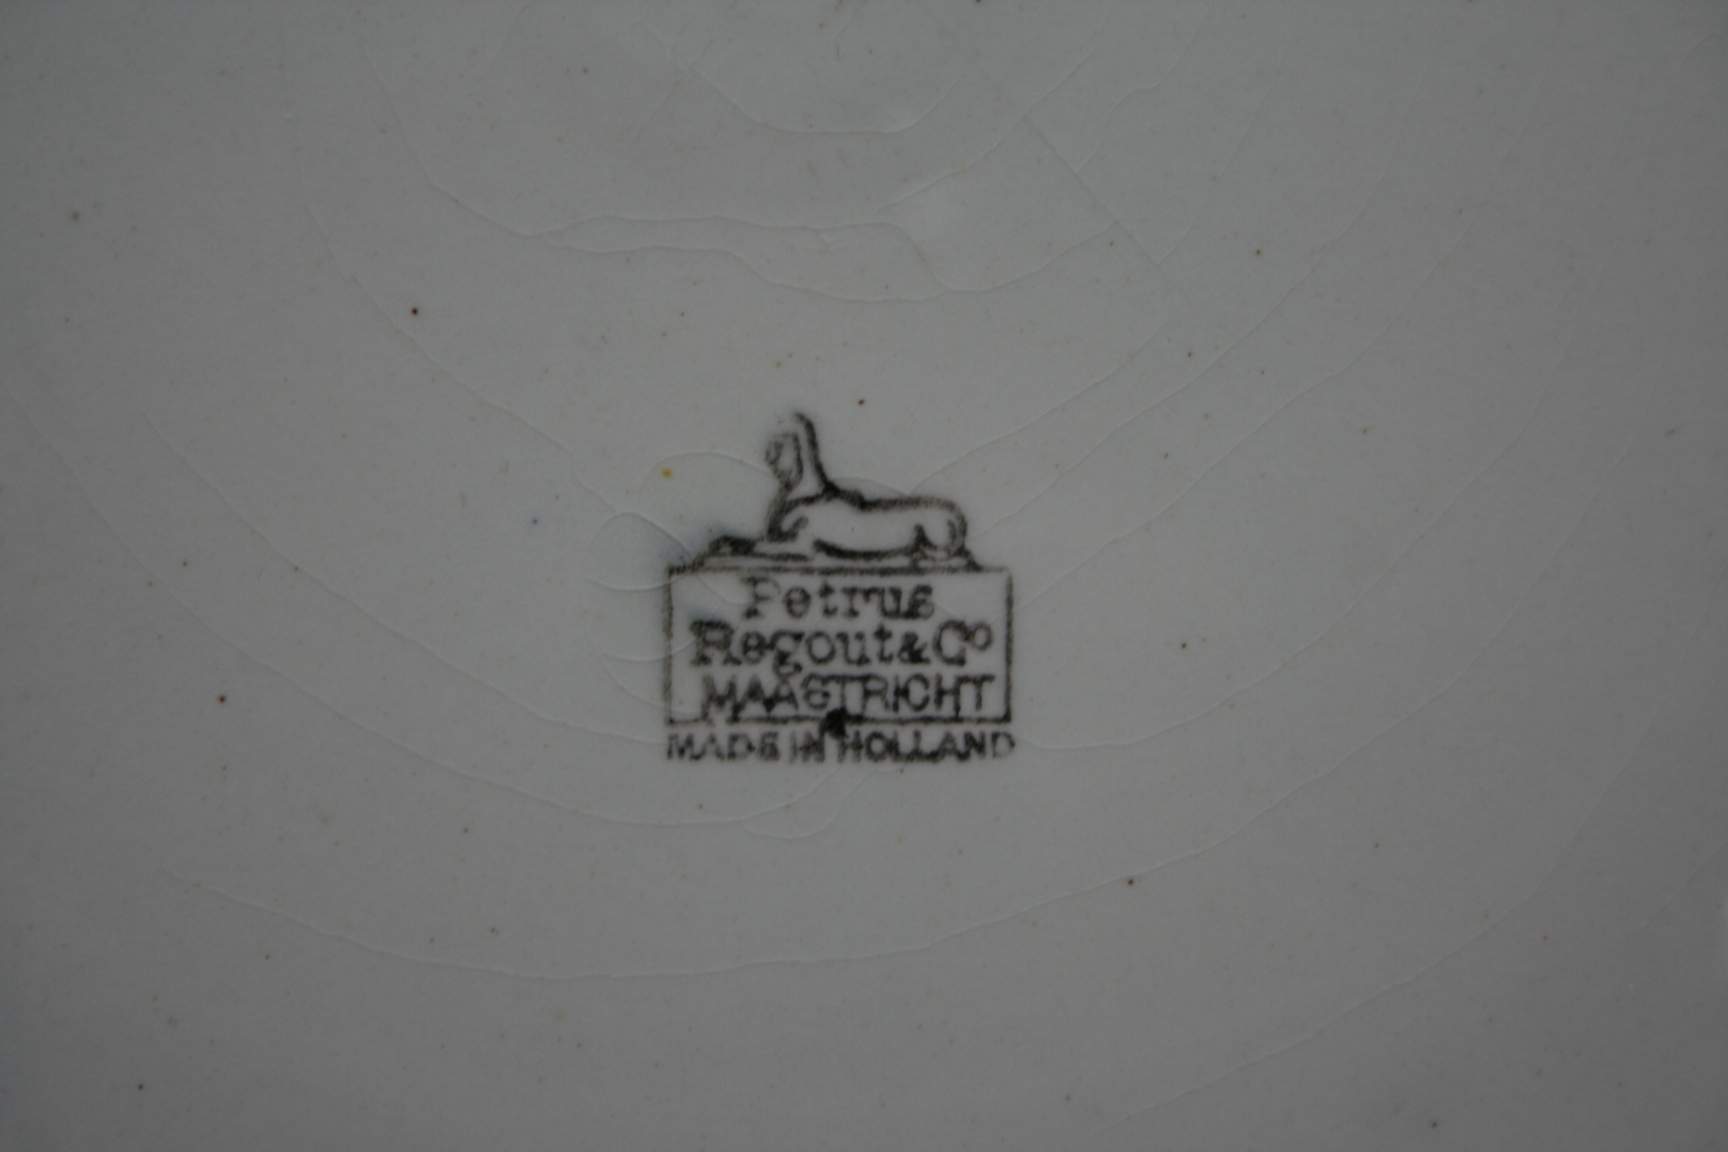 Petrus
Regout & Co
MAASTRICHT
MADE IN HOLLAND